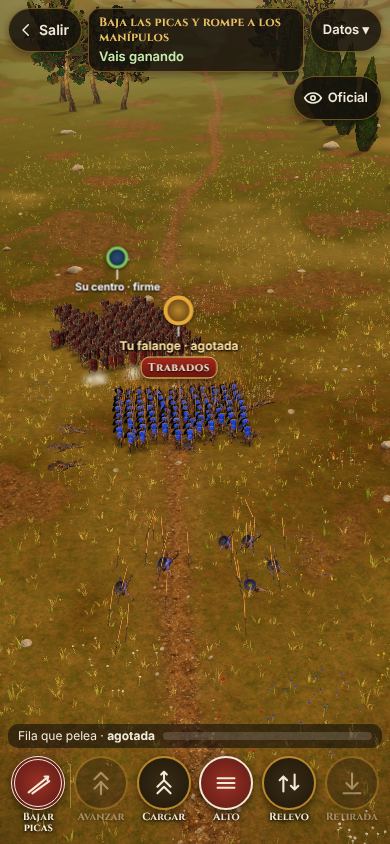 Salir
BAJA LAS PICAS Y ROMPE A LOS
MANÍPULOS
Vais ganando
Datos ▾
Oficial
Su centro · firme
Tu falange · agotada
TRABADOS
Fila que pelea · agotada
BAJAR
PICAS
AVANZAR
CARGAR
ALTO
RELEVO
RETIRADA